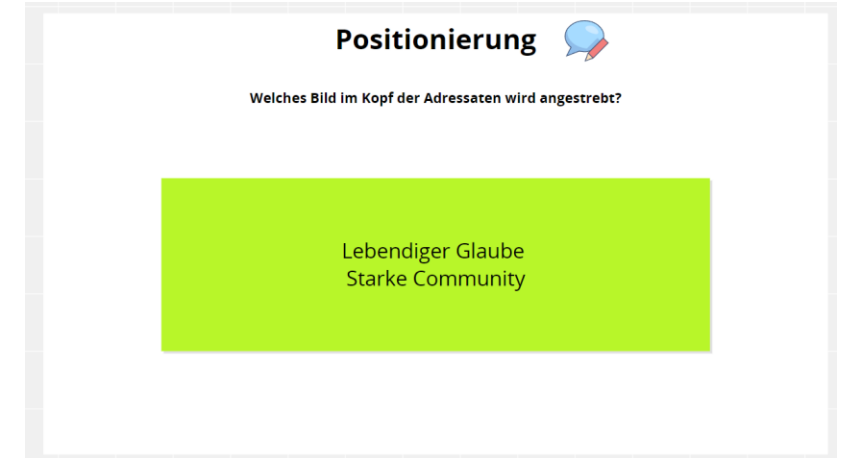 Positionierung
Welches Bild im Kopf der Adressaten wird angestrebt?
Lebendiger Glaube
Starke Community